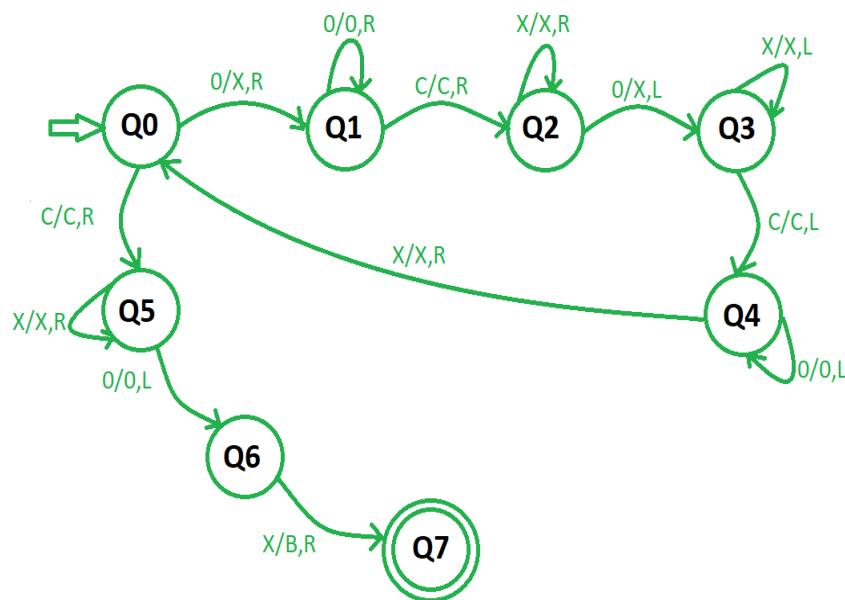 0/0,R
X/X,R
X/X,L
0/X,R
C/C,R
0/X,L
Q0
Q1
Q2
Q3
C/C,R
C/C,L
X/X,R
Q5
Q4
X/X,R
0/0,L
0/0,L
Q6
X/B,R
Q7